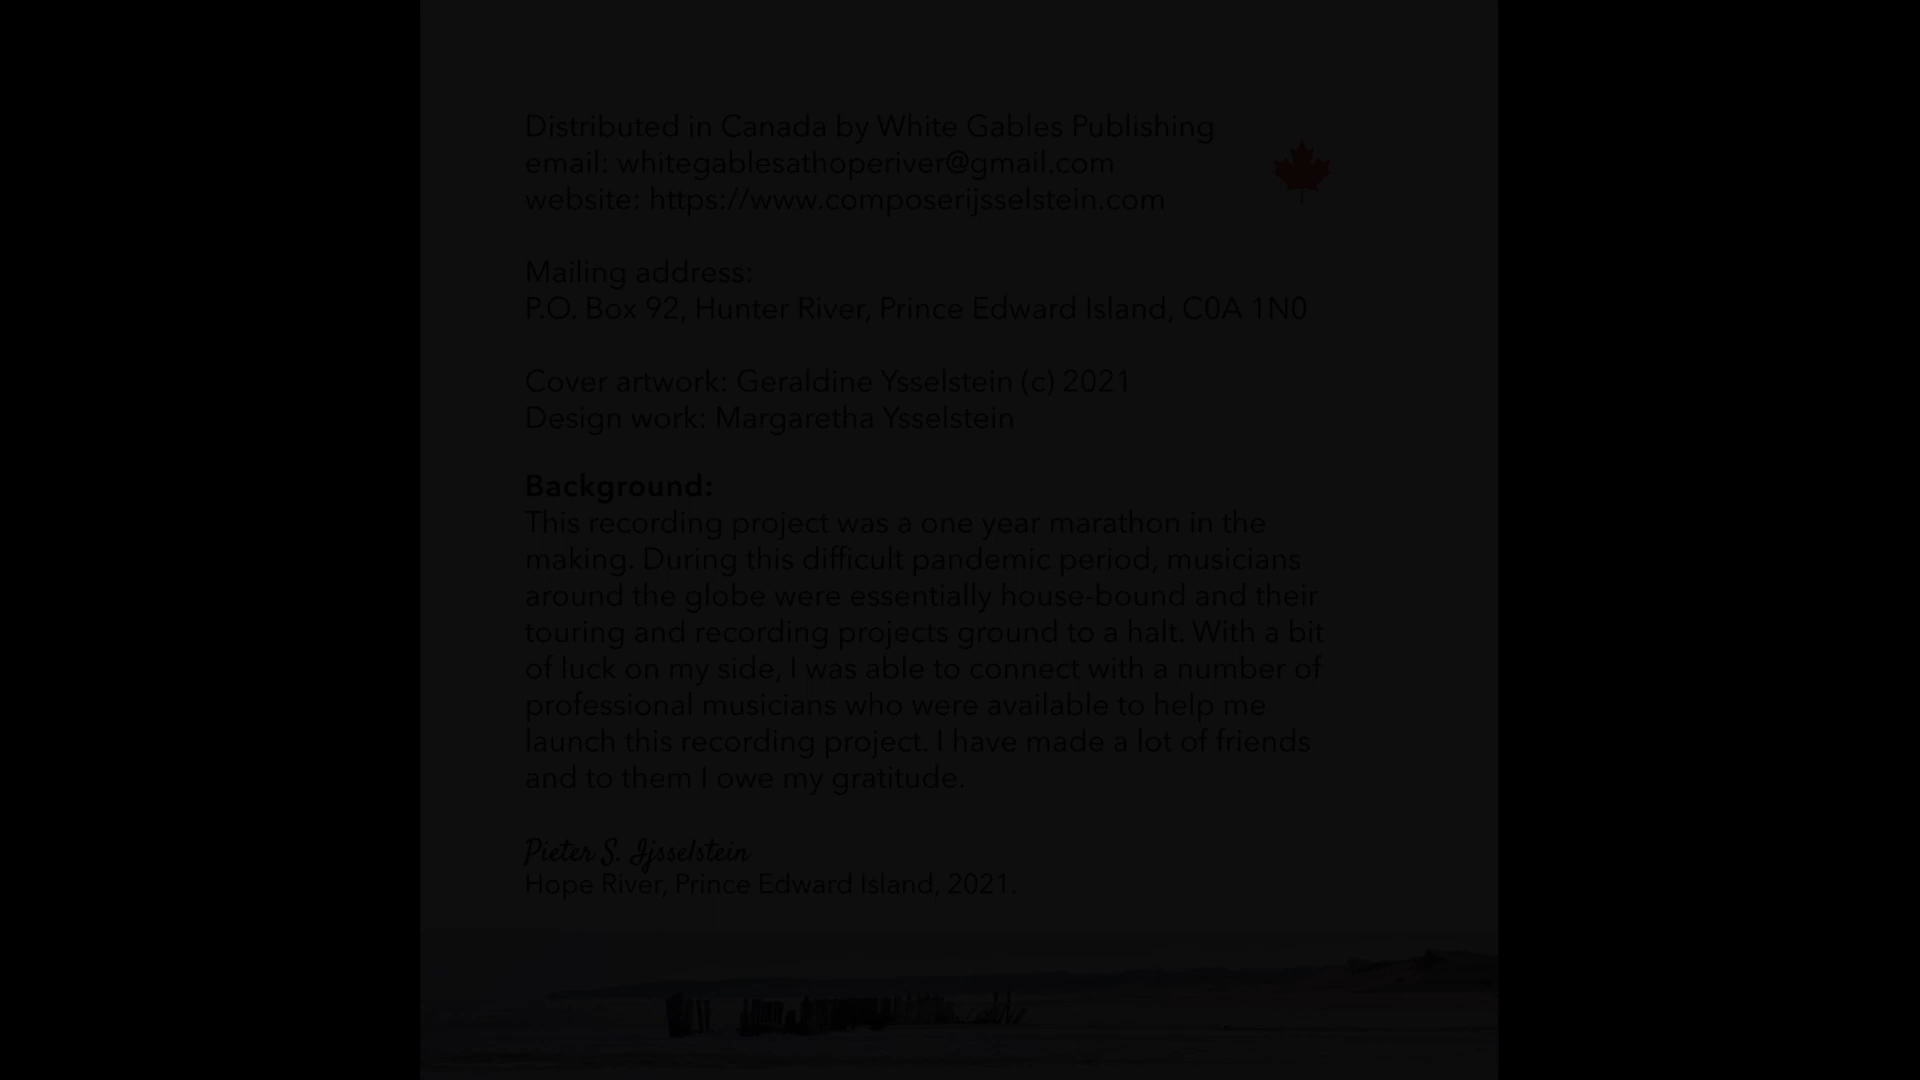 Distributed in Canada by White Gables Publishing
email: whitegablesathoperiver@gmail.com
website: https://www.composerijsselstein.com
Mailing address:
P.O. Box 92, Hunter River, Prince Edward Island, C0A 1N0
Cover artwork: Geraldine Ysselstein (c) 2021
Design work: Margaretha Ysselstein
Background:
This recording project was a one year marathon in the
making. During this difficult pandemic period, musicians
around the globe were essentially house-bound and their
touring and recording projects ground to a halt. With a bit
of luck on my side, I was able to connect with a number of
professional musicians who were available to help me
launch this recording project. I have made a lot of friends
and to them I owe my gratitude.
Pieter S. Ijsselstein
Hope River, Prince Edward Island, 2021.